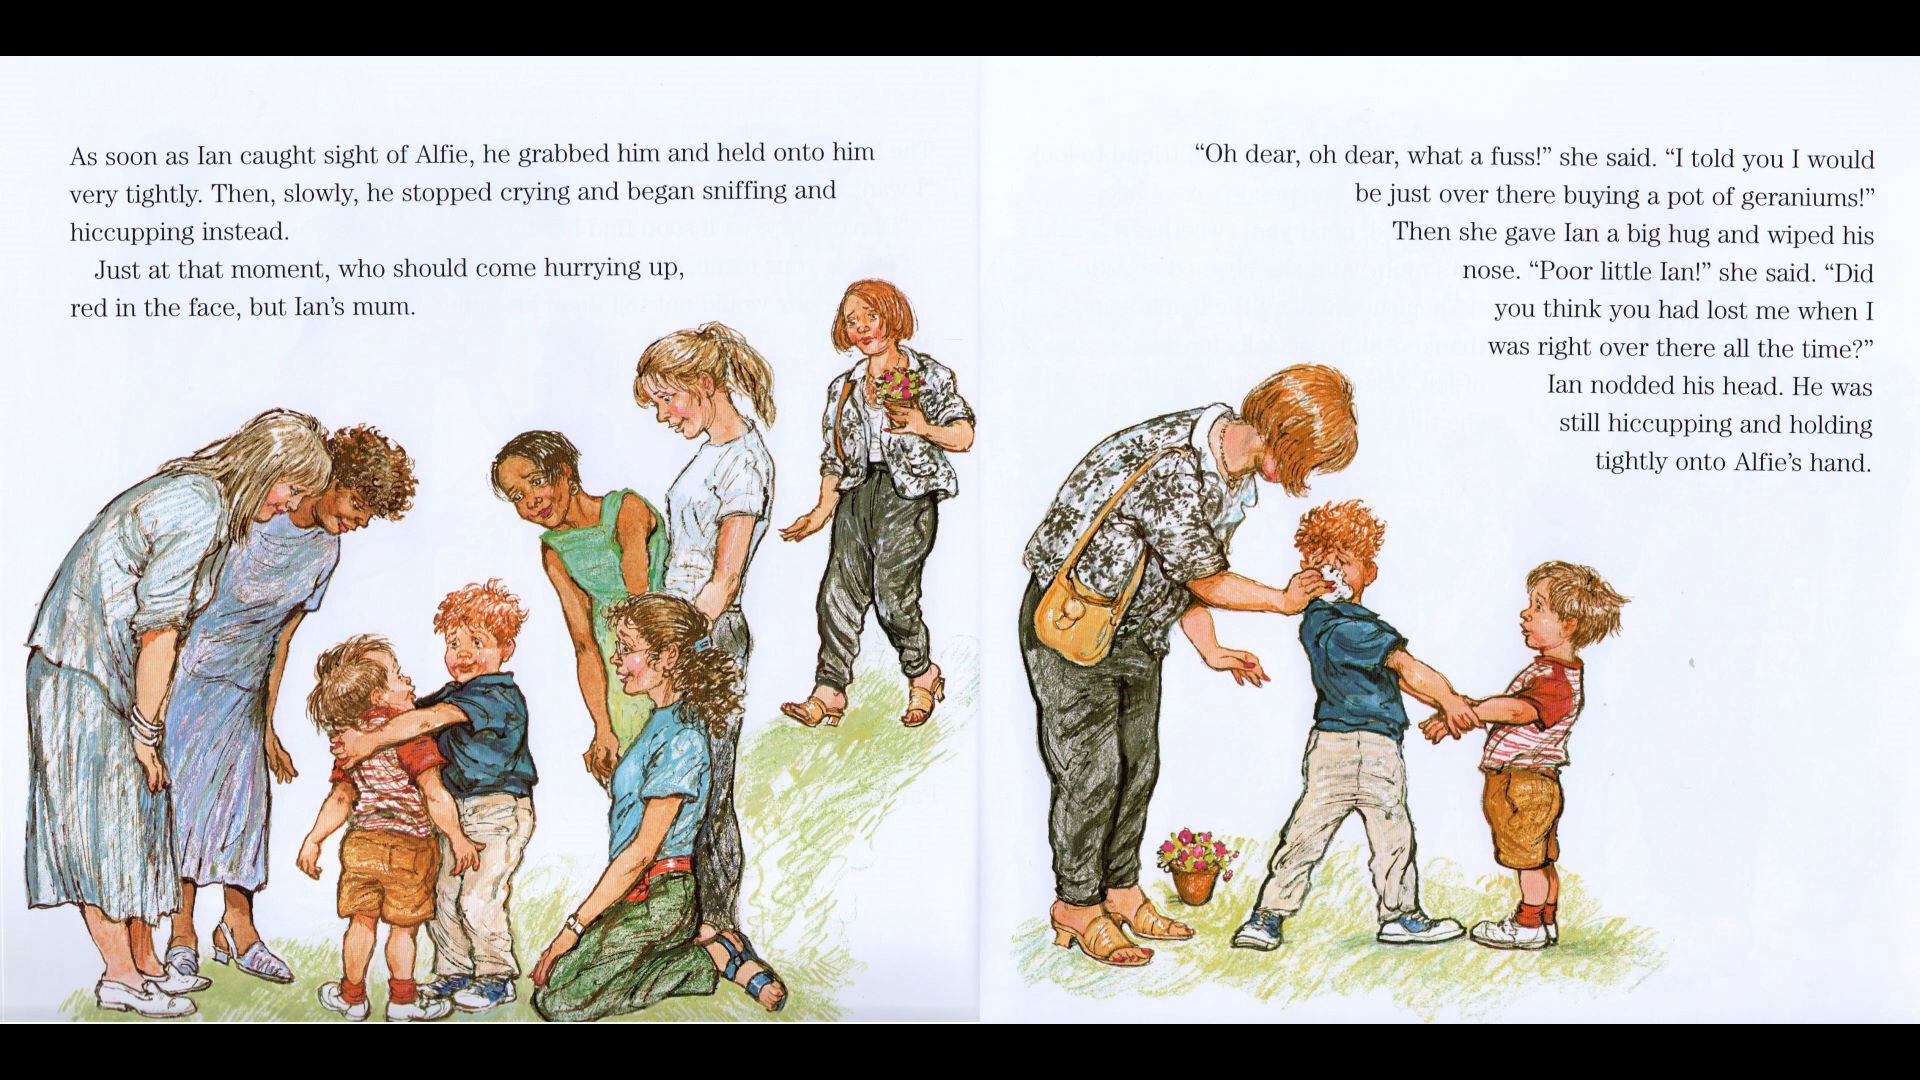 As soon as Ian caught sight of Alfie, he grabbed him and held onto him
very tightly. Then, slowly, he stopped crying and began sniffing and
hiccupping instead.
Just at that moment, who should come hurrying up,
red in the face, but Ian’s mum.
“Oh dear, oh dear, what a fuss!” she said. “I told you I would
be just over there buying a pot of geraniums!”
Then she gave Ian a big hug and wiped his
nose. “Poor little Ian!” she said. “Did
you think you had lost me when I
was right over there all the time?”
Ian nodded his head. He was
still hiccupping and holding
tightly onto Alfie’s hand.